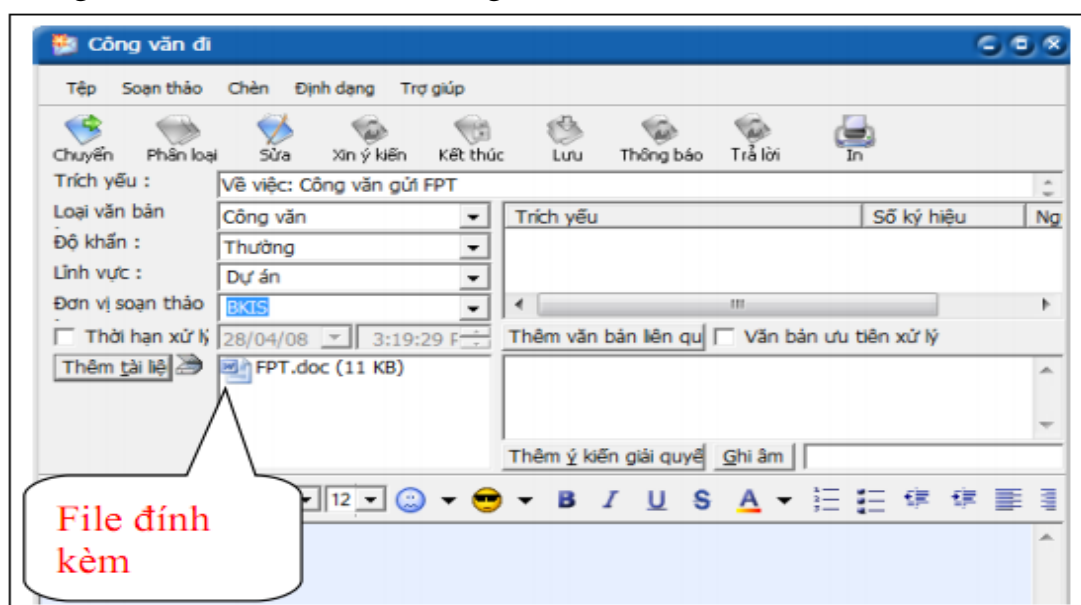 Công văn đi
Tệp Soạn thảo Chèn Định dạng Trợ giúp
Chuyển Phân loại Sửa Xin ý kiến Kết thúc Lưu Thông báo Trả lời In
Trích yếu : Về việc: Công văn gửi FPT
Loại văn bản Công văn Trích yếu Số ký hiệu Ng
Độ khẩn : Thường
Lĩnh vực : Dự án
Đơn vị soạn thảo BKIS
Thời hạn xử lý 28/04/08 3:19:29 P Thêm văn bản liên qu Văn bản ưu tiên xử lý
Thêm tài liệ FPT.doc (11 KB)
Thêm ý kiến giải quyế Ghi âm
12 B I U S A
File đính
kèm